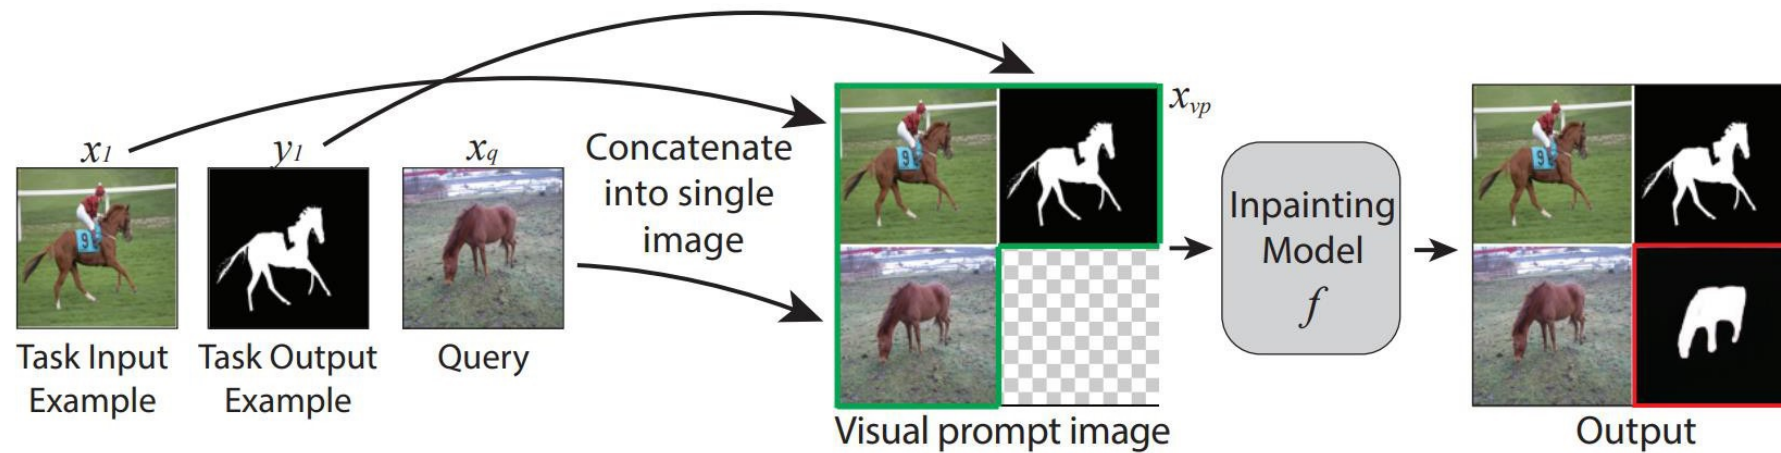 x1
y1
xq
Task Input
Example
Task Output
Example
Query
Concatenate
into single
image
xvp
9
9
Visual prompt image
Inpainting
Model
f
Output